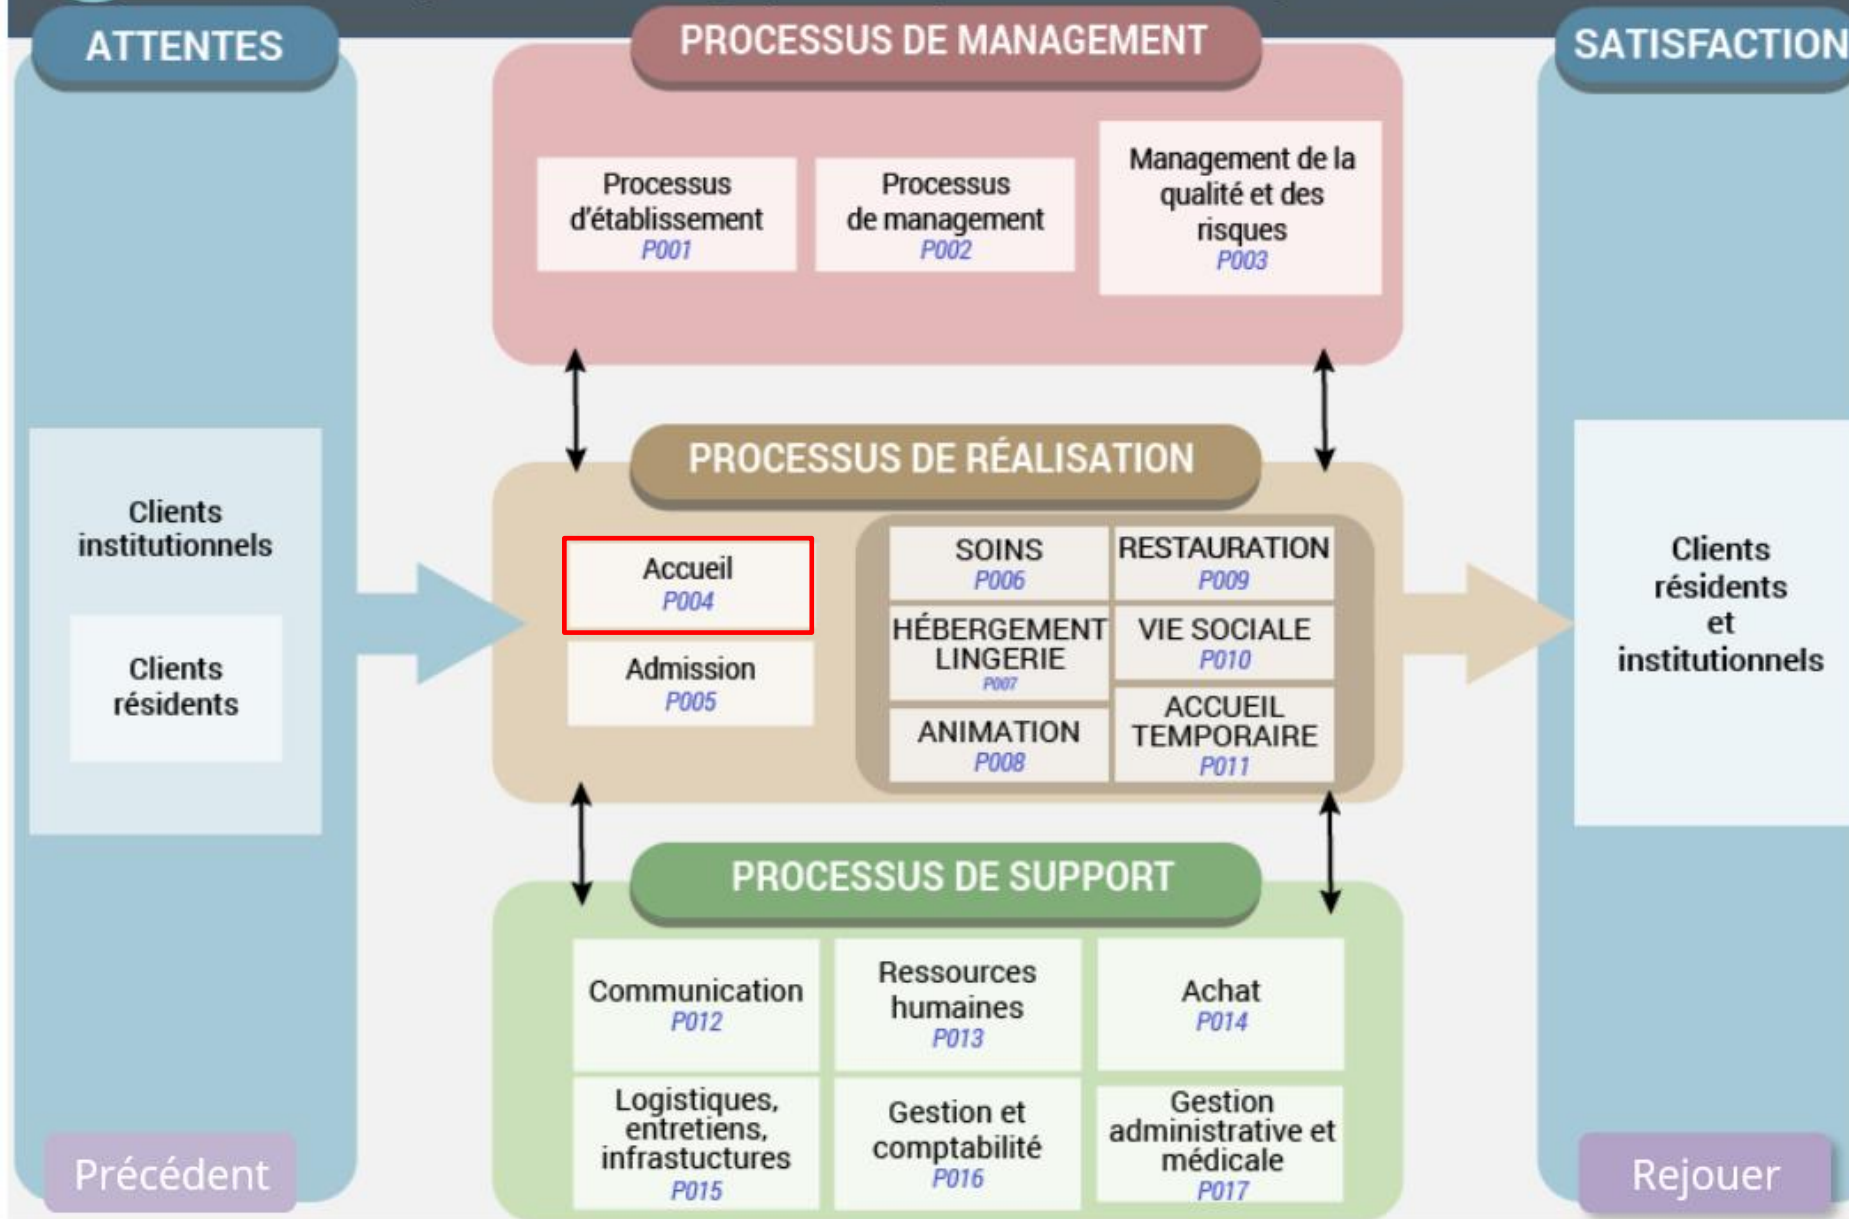 ATTENTES
PROCESSUS DE MANAGEMENT
SATISFACTION
Processus
d'établissement
P001
Processus
de management
P002
Management de la
qualité et des
risques
P003
Clients
institutionnels
Clients
résidents
PROCESSUS DE RÉALISATION
Accueil
P004
Admission
P005
SOINS
P006
HÉBERGEMENT
LINGERIE
P007
ANIMATION
P008
RESTAURATION
P009
VIE SOCIALE
P010
ACCUEIL
TEMPORAIRE
P011
Clients
résidents
et
institutionnels
PROCESSUS DE SUPPORT
Communication
P012
Ressources
humaines
P013
Achat
P014
Logistiques,
entretiens,
infrastuctures
P015
Gestion et
comptabilité
P016
Gestion
administrative et
médicale
P017
Précédent
Rejouer